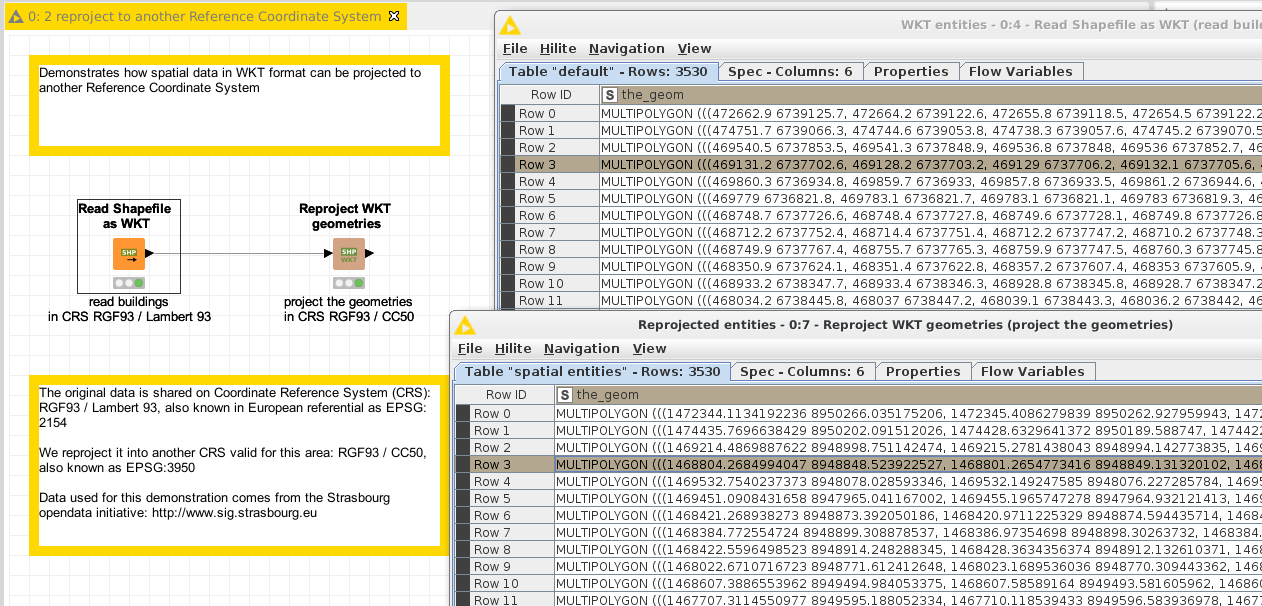 0: 2 reproject to another Reference Coordinate System
Demonstrates how spatial data in WKT format can be projected to
another Reference Coordinate System
Read Shapefile
as WKT
SHP
read buildings
in CRS RGF93 / Lambert 93
Reproject WKT
geometries
SHP
WKT
project the geometries
in CRS RGF93 / CC50
The original data is shared on Coordinate Reference System (CRS):
RGF93 / Lambert 93, also known in European referential as EPSG:
2154
We reproject it into another CRS valid for this area: RGF93 / CC50,
also known as EPSG:3950
Data used for this demonstration comes from the Strasbourg
opendata initiative: http://www.sig.strasbourg.eu
WKT entities - 0:4 - Read Shapefile as WKT (read buil
File Hilite Navigation View
Table "default" - Rows: 3530 Spec - Columns: 6 Properties Flow Variables
Row ID S the_geom
Row 0 MULTIPOLYGON (((472662.9 6739125.7, 472664.2 6739122.6, 472655.8 6739118.5, 472654.5 6739122.2
Row 1 MULTIPOLYGON (((474751.7 6739066.3, 474744.6 6739053.8, 474738.3 6739057.6, 474745.2 6739070.5
Row 2 MULTIPOLYGON (((469540.5 6737853.5, 469541.3 6737848.9, 469536.8 6737848, 469536 6737852.7, 46
Row 3 MULTIPOLYGON (((469131.2 6737702.6, 469128.2 6737703.2, 469129 6737706.2, 469132.1 6737705.6,
Row 4 MULTIPOLYGON (((469860.3 6736934.8, 469859.7 6736933, 469857.8 6736933.5, 469861.2 6736944.6,
Row 5 MULTIPOLYGON (((469779 6736821.8, 469783.1 6736821.7, 469783.1 6736821.1, 469783 6736819.3, 46
Row 6 MULTIPOLYGON (((468748.7 6737726.6, 468748.4 6737727.8, 468749.6 6737728.1, 468749.8 6737726.8
Row 7 MULTIPOLYGON (((468712.2 6737752.4, 468714.4 6737751.4, 468712.2 6737747.2, 468710.2 6737748.3
Row 8 MULTIPOLYGON (((468749.9 6737767.4, 468755.7 6737765.3, 468759.9 6737747.5, 468760.3 6737745.8
Row 9 MULTIPOLYGON (((468350.9 6737624.1, 468351.4 6737622.8, 468357.2 6737607.4, 468353 6737605.9,
Row 10 MULTIPOLYGON (((468933.2 6738347.7, 468933.4 6738346.3, 468928.8 6738345.8, 468928.7 6738347.2
Row 11 MULTIPOLYGON (((468034.2 6738445.8, 468037 6738447.2, 468039.1 6738443.3, 468036.2 6738442, 46
Reprojected entities - 0:7 - Reproject WKT geometries (project the geometries)
File Hilite Navigation View
Table "spatial entities" - Rows: 3530 Spec - Columns: 6 Properties Flow Variables
Row ID S the_geom
Row 0 MULTIPOLYGON (((1472344.1134192236 8950266.035175206, 1472345.4086279839 8950262.927959943, 1472
Row 1 MULTIPOLYGON (((1474435.7696638429 8950202.091512026, 1474428.6329641372 8950189.588747, 1474422
Row 2 MULTIPOLYGON (((1469214.4869887622 8948998.751142474, 1469215.2781438043 8948994.142773835, 1469
Row 3 MULTIPOLYGON (((1468804.2684994047 8948848.523922527, 1468801.2654773416 8948849.131320102, 1468
Row 4 MULTIPOLYGON (((1469532.7540237373 8948078.028593346, 1469532.149247585 8948076.227285784, 1469
Row 5 MULTIPOLYGON (((1469451.0908431658 8947965.041167002, 1469455.1965747278 8947964.932121413, 1469
Row 6 MULTIPOLYGON (((1468421.268938273 8948873.392050186, 1468420.9711225329 8948874.594435714, 1468
Row 7 MULTIPOLYGON (((1468384.772554724 8948899.308878537, 1468386.97354698 8948898.30263732, 1468384.
Row 8 MULTIPOLYGON (((1468422.5596498523 8948914.248288345, 1468428.3634356374 8948912.132610371, 1468
Row 9 MULTIPOLYGON (((1468022.6710716723 8948771.612412648, 1468023.1689536036 8948770.309443362, 1468
Row 10 MULTIPOLYGON (((1468607.3886553962 8949494.984053375, 1468607.58589164 8949493.581605962, 14686
Row 11 MULTIPOLYGON (((1467707.3114550977 8949595.188052334, 1467710.118539433 8949596.583936978, 1467